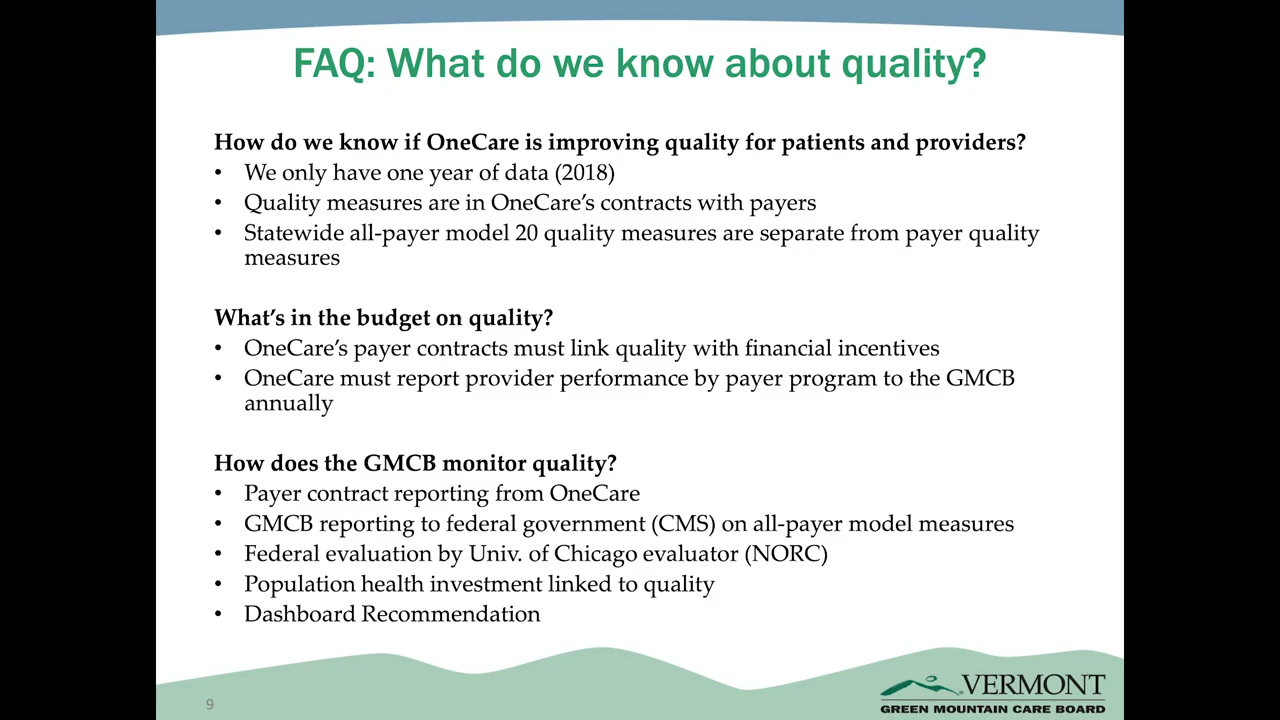 FAQ: What do we know about quality?
How do we know if OneCare is improving quality for patients and providers?
• We only have one year of data (2018)
• Quality measures are in OneCare’s contracts with payers
• Statewide all-payer model 20 quality measures are separate from payer quality
measures
What’s in the budget on quality?
• OneCare’s payer contracts must link quality with financial incentives
• OneCare must report provider performance by payer program to the GMCB
annually
How does the GMCB monitor quality?
• Payer contract reporting from OneCare
• GMCB reporting to federal government (CMS) on all-payer model measures
• Federal evaluation by Univ. of Chicago evaluator (NORC)
• Population health investment linked to quality
• Dashboard Recommendation
9
VERMONT
GREEN MOUNTAIN CARE BOARD